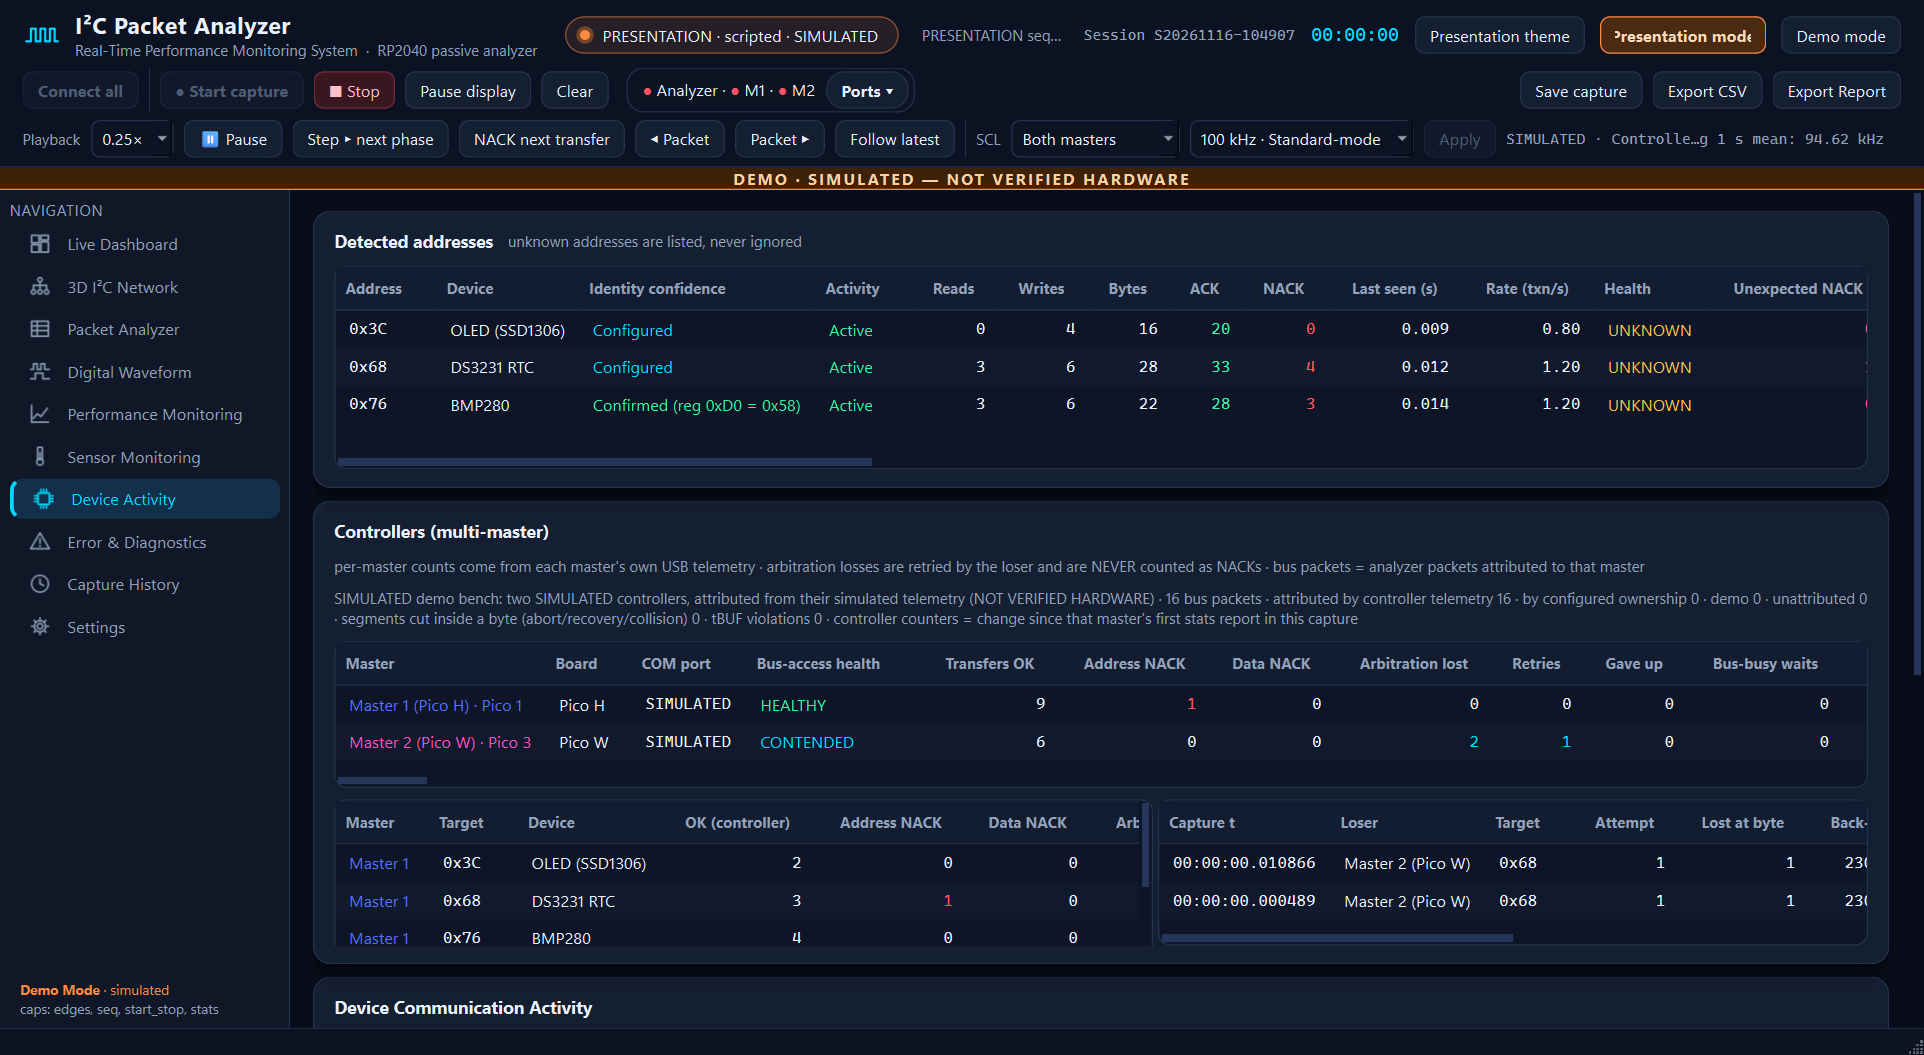 I²C Packet Analyzer
Real-Time Performance Monitoring System · RP2040 passive analyzer
PRESENTATION · scripted · SIMULATED
PRESENTATION seq…
Session S20261116-104907
00:00:00
Presentation theme
Presentation mode
Demo mode
Connect all
● Start capture
■ Stop
Pause display
Clear
● Analyzer · ● M1 · ● M2
Ports ▾
Save capture
Export CSV
Export Report
Playback
0.25×
Pause
Step ▸ next phase
NACK next transfer
◂ Packet
Packet ▸
Follow latest
SCL
Both masters
100 kHz · Standard-mode
Apply
SIMULATED · Controlle…g 1 s mean: 94.62 kHz
DEMO · SIMULATED — NOT VERIFIED HARDWARE
NAVIGATION
Live Dashboard
3D I²C Network
Packet Analyzer
Digital Waveform
Performance Monitoring
Sensor Monitoring
Device Activity
Error & Diagnostics
Capture History
Settings
Demo Mode · simulated
caps: edges, seq, start_stop, stats
Detected addresses unknown addresses are listed, never ignored
Address Device Identity confidence Activity Reads Writes Bytes ACK NACK Last seen (s) Rate (txn/s) Health Unexpected NACK
0x3C OLED (SSD1306) Configured Active 0 4 16 20 0 0.009 0.80 UNKNOWN
0x68 DS3231 RTC Configured Active 3 6 28 33 4 0.012 1.20 UNKNOWN
0x76 BMP280 Confirmed (reg 0xD0 = 0x58) Active 3 6 22 28 3 0.014 1.20 UNKNOWN
Controllers (multi-master)
per-master counts come from each master's own USB telemetry · arbitration losses are retried by the loser and are NEVER counted as NACKs · bus packets = analyzer packets attributed to that master
SIMULATED demo bench: two SIMULATED controllers, attributed from their simulated telemetry (NOT VERIFIED HARDWARE) · 16 bus packets · attributed by controller telemetry 16 · by configured ownership 0 · demo 0 · unattributed 0
· segments cut inside a byte (abort/recovery/collision) 0 · tBUF violations 0 · controller counters = change since that master's first stats report in this capture
Master Board COM port Bus-access health Transfers OK Address NACK Data NACK Arbitration lost Retries Gave up Bus-busy waits
Master 1 (Pico H) · Pico 1 Pico H SIMULATED HEALTHY 9 1 0 0 0 0 0
Master 2 (Pico W) · Pico 3 Pico W SIMULATED CONTENDED 6 0 0 2 1 0 0
Master Target Device OK (controller) Address NACK Data NACK Arb
Master 1 0x3C OLED (SSD1306) 2 0 0
Master 1 0x68 DS3231 RTC 3 1 0
Master 1 0x76 BMP280 4 0 0
Capture t Loser Target Attempt Lost at byte Back-
00:00:00.010866 Master 2 (Pico W) 0x68 1 1 230
00:00:00.000489 Master 2 (Pico W) 0x68 1 1 230
Device Communication Activity